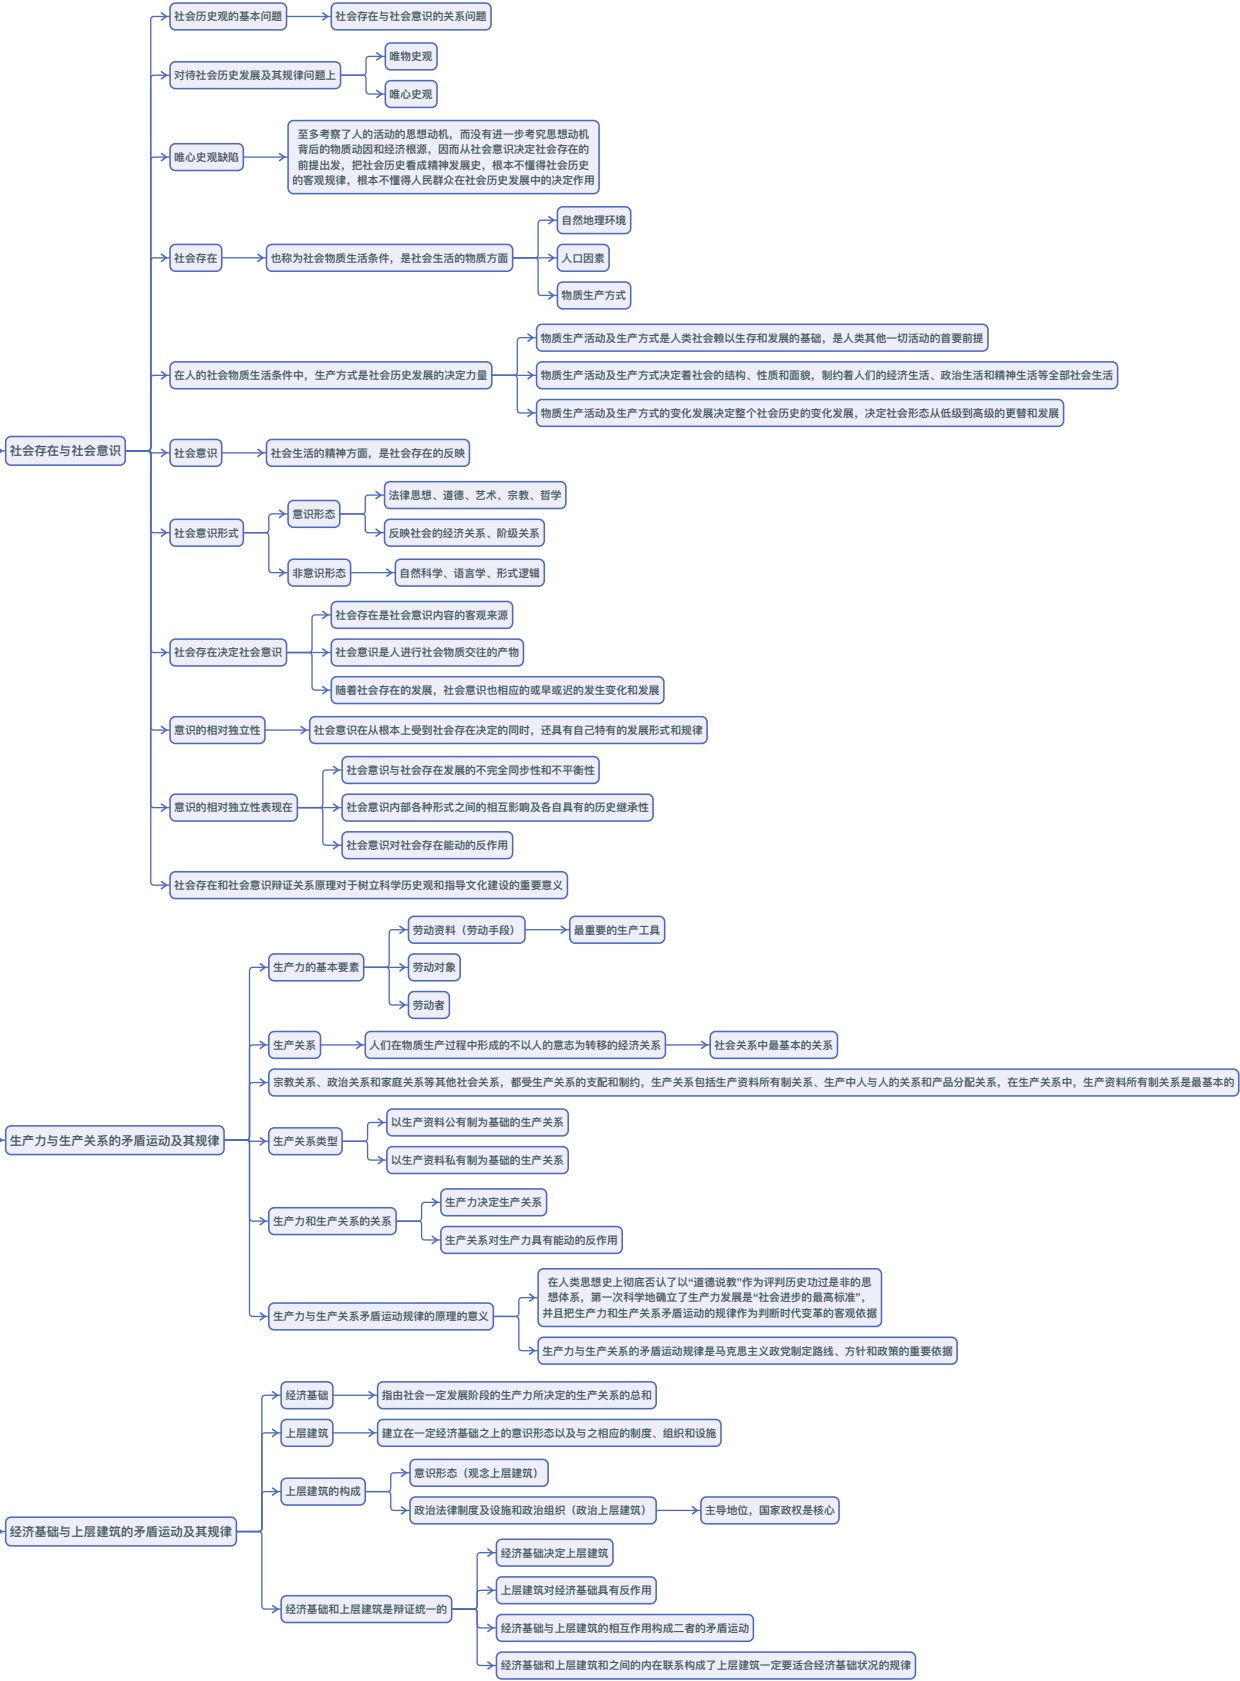 社会存在与社会意识
社会历史观的基本问题
社会存在与社会意识的关系问题
对待社会历史发展及其规律问题上
唯物史观
唯心史观
唯心史观缺陷
至多考察了人的活动的思想动机，而没有进一步考究思想动机
背后的物质动因和经济根源，因而从社会意识决定社会存在的
前提出发，把社会历史看成精神发展史，根本不懂得社会历史
的客观规律，根本不懂得人民群众在社会历史发展中的决定作用
社会存在
也称为社会物质生活条件，是社会生活的物质方面
自然地理环境
人口因素
物质生产方式
在人的社会物质生活条件中，生产方式是社会历史发展的决定力量
物质生产活动及生产方式是人类社会赖以生存和发展的基础，是人类其他一切活动的首要前提
物质生产活动及生产方式决定着社会的结构、性质和面貌，制约着人们的经济生活、政治生活和精神生活等全部社会生活
物质生产活动及生产方式的变化发展决定整个社会历史的变化发展，决定社会形态从低级到高级的更替和发展
社会意识
社会生活的精神方面，是社会存在的反映
社会意识形式
意识形态
法律思想、道德、艺术、宗教、哲学
反映社会的经济关系、阶级关系
非意识形态
自然科学、语言学、形式逻辑
社会存在决定社会意识
社会存在是社会意识内容的客观来源
社会意识是人进行社会物质交往的产物
随着社会存在的发展，社会意识也相应的或早或迟的发生变化和发展
意识的相对独立性
社会意识在从根本上受到社会存在决定的同时，还具有自己特有的发展形式和规律
意识的相对独立性表现在
社会意识与社会存在发展的不完全同步性和不平衡性
社会意识内部各种形式之间的相互影响及各自具有的历史继承性
社会意识对社会存在能动的反作用
社会存在和社会意识辩证关系原理对于树立科学历史观和指导文化建设的重要意义
生产力与生产关系的矛盾运动及其规律
生产力的基本要素
劳动资料（劳动手段）
最重要的生产工具
劳动对象
劳动者
生产关系
人们在物质生产过程中形成的不以人的意志为转移的经济关系
社会关系中最基本的关系
宗教关系、政治关系和家庭关系等其他社会关系，都受生产关系的支配和制约，生产关系包括生产资料所有制关系、生产中人与人的关系和产品分配关系，在生产关系中，生产资料所有制关系是最基本的
生产关系类型
以生产资料公有制为基础的生产关系
以生产资料私有制为基础的生产关系
生产力和生产关系的关系
生产力决定生产关系
生产关系对生产力具有能动的反作用
生产力与生产关系矛盾运动规律的原理的意义
在人类思想史上彻底否认了以“道德说教”作为评判历史功过是非的思
想体系，第一次科学地确立了生产力发展是“社会进步的最高标准”，
并且把生产力和生产关系矛盾运动的规律作为判断时代变革的客观依据
生产力与生产关系的矛盾运动规律是马克思主义政党制定路线、方针和政策的重要依据
经济基础与上层建筑的矛盾运动及其规律
经济基础
指由社会一定发展阶段的生产力所决定的生产关系的总和
上层建筑
建立在一定经济基础之上的意识形态以及与之相应的制度、组织和设施
上层建筑的构成
意识形态（观念上层建筑）
政治法律制度及设施和政治组织（政治上层建筑）
主导地位，国家政权是核心
经济基础和上层建筑是辩证统一的
经济基础决定上层建筑
上层建筑对经济基础具有反作用
经济基础与上层建筑的相互作用构成二者的矛盾运动
经济基础和上层建筑和之间的内在联系构成了上层建筑一定要适合经济基础状况的规律